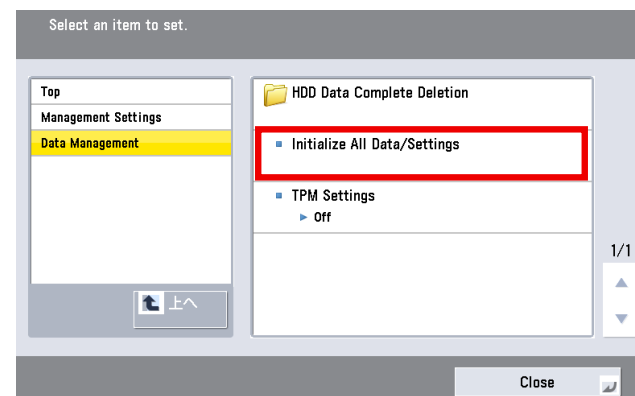 Select an item to set.
Top
Management Settings
Data Management
上へ
HDD Data Complete Deletion
Initialize All Data/Settings
TPM Settings
Off
1/1
Close